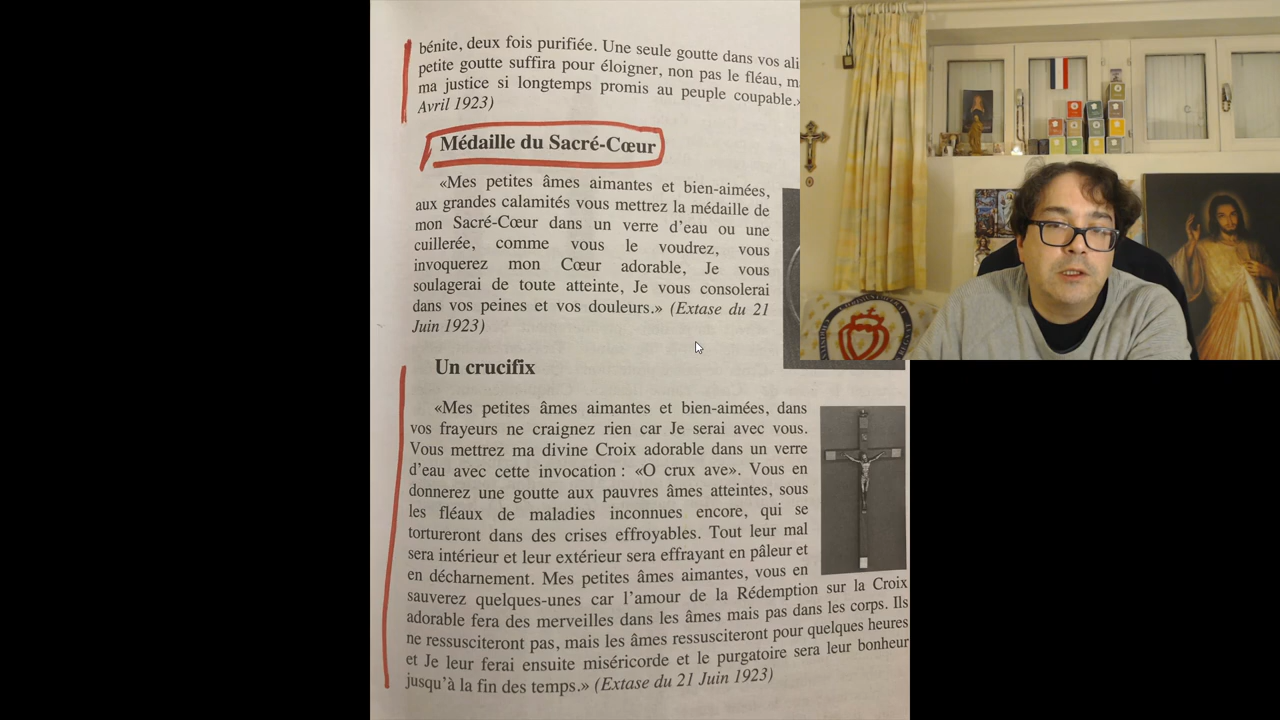 bénite, deux fois purifiée. Une seule goutte dans vos ali
petite goutte suffira pour éloigner, non pas le fléau, m
ma justice si longtemps promis au peuple coupable.»
Avril 1923)
Médaille du Sacré-Cœur
«Mes petites âmes aimantes et bien-aimées,
aux grandes calamités vous mettrez la médaille de
mon Sacré-Cœur dans un verre d'eau ou une
cuillerée, comme vous le voudrez, vous
invoquerez mon Cœur adorable, Je vous
soulagerai de toute atteinte, Je vous consolerai
dans vos peines et vos douleurs.» (Extase du 21
Juin 1923)
Un crucifix
«Mes petites âmes aimantes et bien-aimées, dans
vos frayeurs ne craignez rien car Je serai avec vous.
Vous mettrez ma divine Croix adorable dans un verre
d'eau avec cette invocation : «O crux ave». Vous en
donnerez une goutte aux pauvres âmes atteintes, sous
les fléaux de maladies inconnues encore, qui se
tortureront dans des crises effroyables. Tout leur mal
sera intérieur et leur extérieur sera effrayant en pâleur et
en décharnement. Mes petites âmes aimantes, vous en
sauverez quelques-unes car l'amour de la Rédemption sur la Croix
adorable fera des merveilles dans les âmes mais pas dans les corps. Ils
ne ressusciteront pas, mais les âmes ressusciteront pour quelques heures
et Je leur ferai ensuite miséricorde et le purgatoire sera leur bonheur
jusqu'à la fin des temps.» (Extase du 21 Juin 1923)